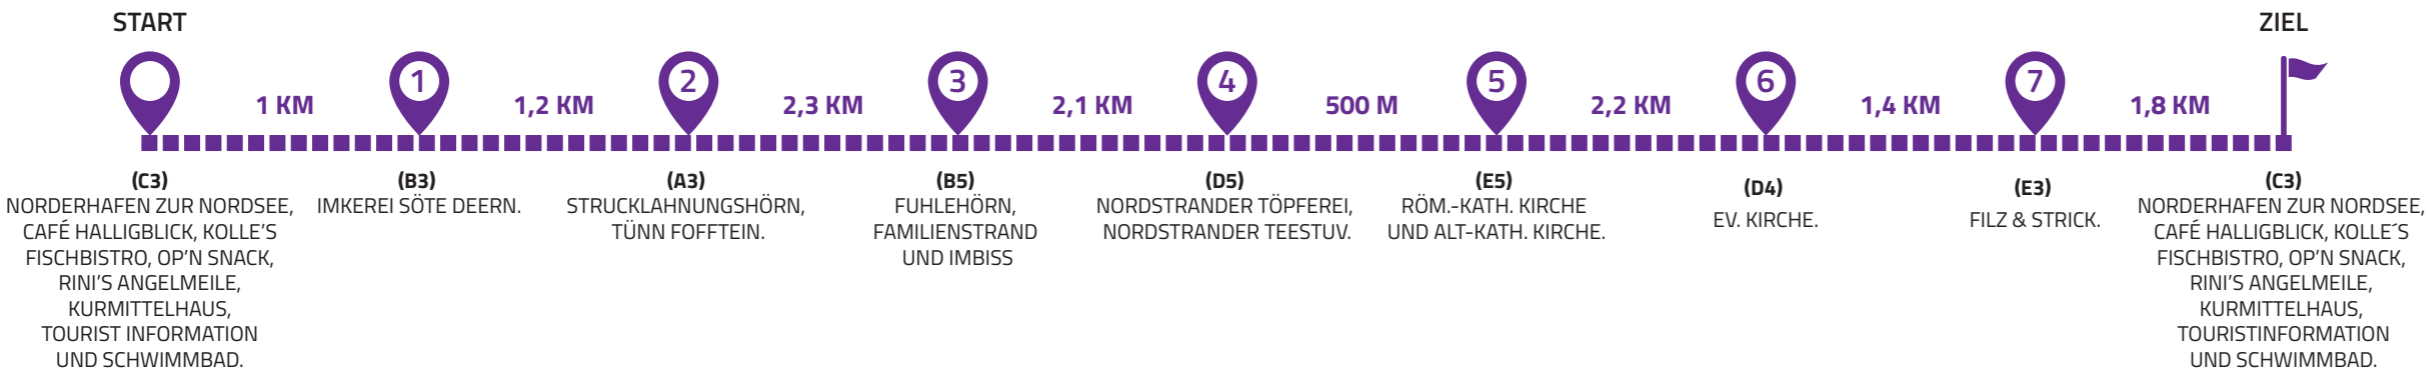 START
ZIEL
1
2
3
4
5
6
7
1 KM
1,2 KM
2,3 KM
2,1 KM
500 M
2,2 KM
1,4 KM
1,8 KM
(C3)
NORDERHAFEN ZUR NORDSEE,
CAFÉ HALLIGBLICK, KOLLE’S
FISCHBISTRO, OP’N SNACK,
RINI’S ANGELMEILE,
KURMITTELHAUS,
TOURIST INFORMATION
UND SCHWIMMBAD.
(B3)
IMKEREI SÖTE DEERN.
(A3)
STRUCKLAHNUNGSHÖRN,
TÜNN FOFFTEIN.
(B5)
FUHLEHÖRN,
FAMILIENSTRAND
UND IMBISS
(D5)
NORDSTRANDER TÖPFEREI,
NORDSTRANDER TEESTUV.
(E5)
RÖM.-KATH. KIRCHE
UND ALT-KATH. KIRCHE.
(D4)
EV. KIRCHE.
(E3)
FILZ & STRICK.
(C3)
NORDERHAFEN ZUR NORDSEE,
CAFÉ HALLIGBLICK, KOLLE´S
FISCHBISTRO, OP’N SNACK,
RINI’S ANGELMEILE,
KURMITTELHAUS,
TOURISTINFORMATION
UND SCHWIMMBAD.